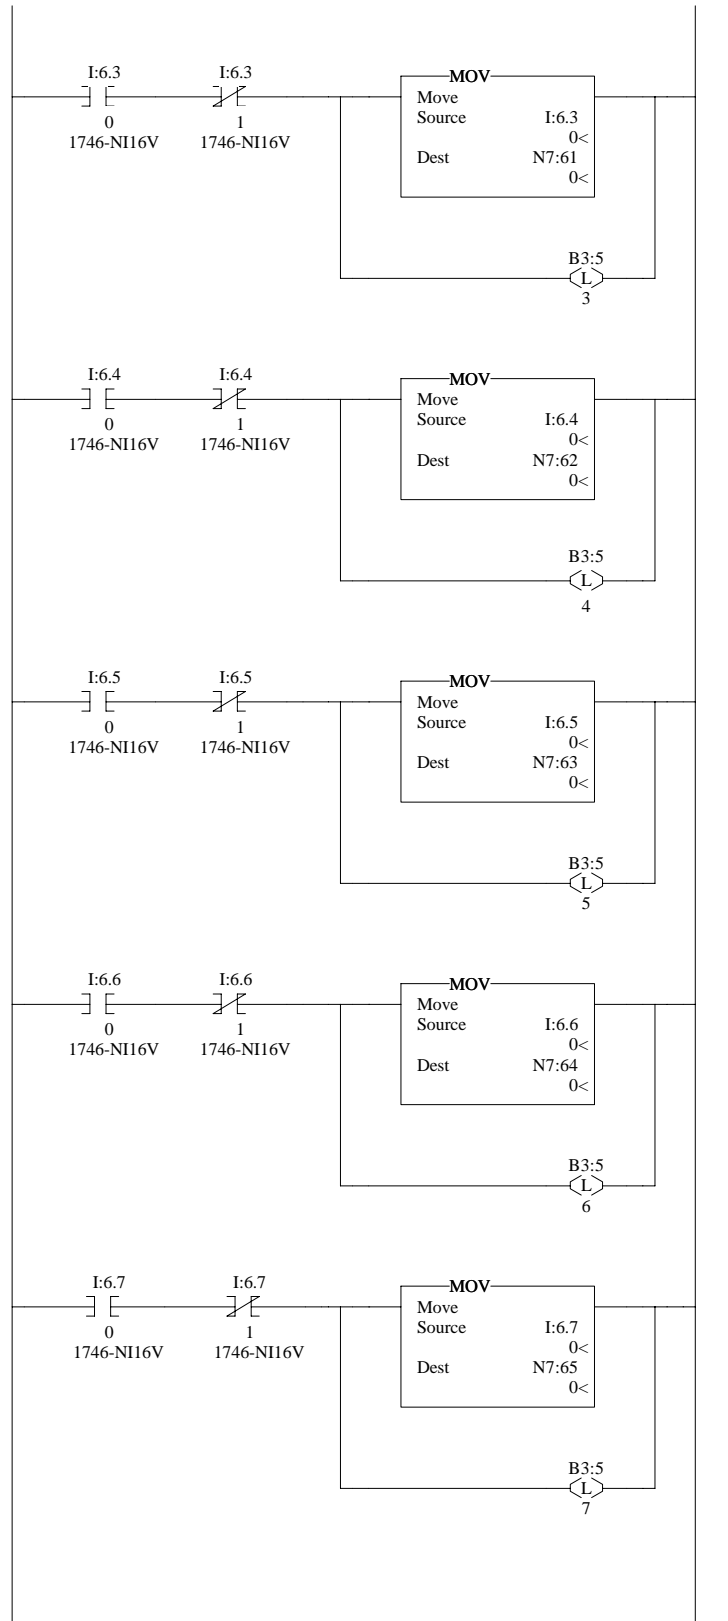 I:6.3 I:6.3 MOV
Move
Source I:6.3
0 1 0<
1746-NI16V 1746-NI16V Dest N7:61
0<
B3:5
L
3
I:6.4 I:6.4 MOV
Move
Source I:6.4
0 1 0<
1746-NI16V 1746-NI16V Dest N7:62
0<
B3:5
L
4
I:6.5 I:6.5 MOV
Move
Source I:6.5
0 1 0<
1746-NI16V 1746-NI16V Dest N7:63
0<
B3:5
L
5
I:6.6 I:6.6 MOV
Move
Source I:6.6
0 1 0<
1746-NI16V 1746-NI16V Dest N7:64
0<
B3:5
L
6
I:6.7 I:6.7 MOV
Move
Source I:6.7
0 1 0<
1746-NI16V 1746-NI16V Dest N7:65
0<
B3:5
L
7